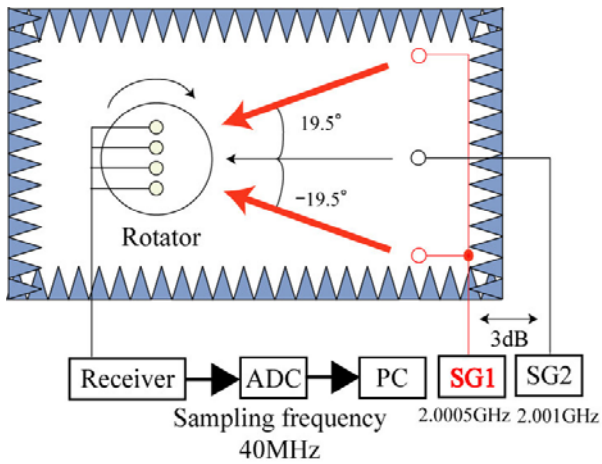 19.5°
−19.5°
Rotator
3dB
Receiver
ADC
PC
SG1
SG2
Sampling frequency
40MHz
2.0005GHz
2.001GHz